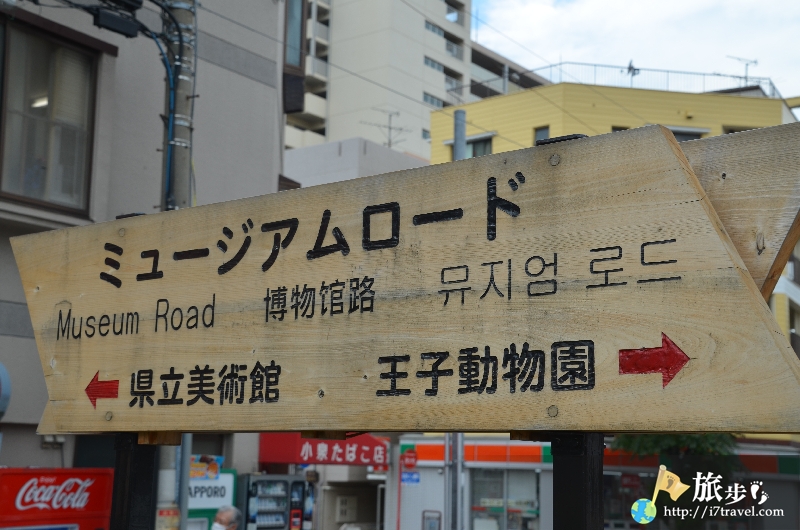 ミュージアムロード
Museum Road 博物馆路 뮤지엄 로드
県立美術館 王子動物園
小泉たばこ店
Coca-Cola
SAPPORO
旅步
http://i7travel.com